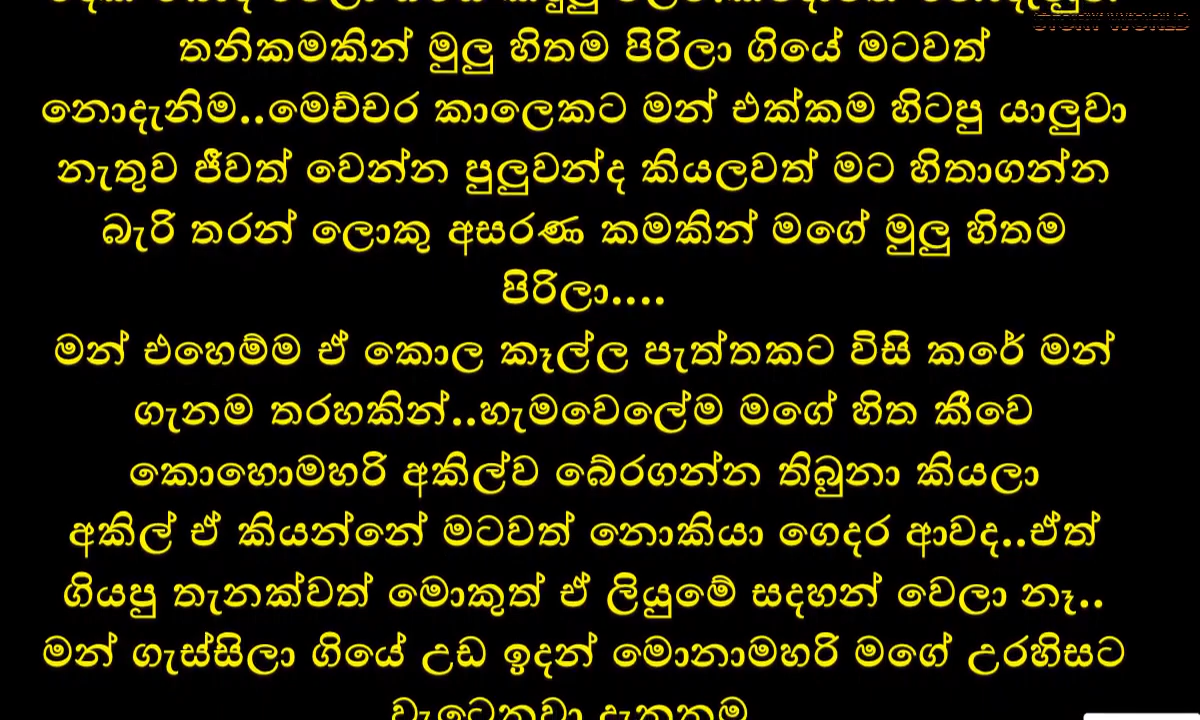 තනිකමකින් මුලු හිතම පිරිලා ගියේ මටවත්
නොදැනිම..මෙච්චර කාලෙකට මන් එක්කම හිටපු යාලුවා
නැතුව ජීවත් වෙන්න පුලුවන්ද කියලවත් මට හිතාගන්න
බැරි තරන් ලොකු අසරණ කමකින් මගේ මුලු හිතම
පිරිලා....
මන් එහෙම්ම ඒ කොල කෑල්ල පැත්තකට විසි කරේ මන්
ගැනම තරහකින්..හැමවෙලේම මගේ හිත කීවෙ
කොහොමහරි අකිල්ව බේරගන්න තිබුනා කියලා
අකිල් ඒ කියන්නේ මටවත් නොකියා ගෙදර ආවද..ඒත්
ගියපු තැනක්වත් මොකුත් ඒ ලියුමේ සදහන් වෙලා නෑ..
මන් ගැස්සිලා ගියේ උඩ ඉදන් මොනාමහරි මගේ උරහිසට
වැටෙනවා දැනනම